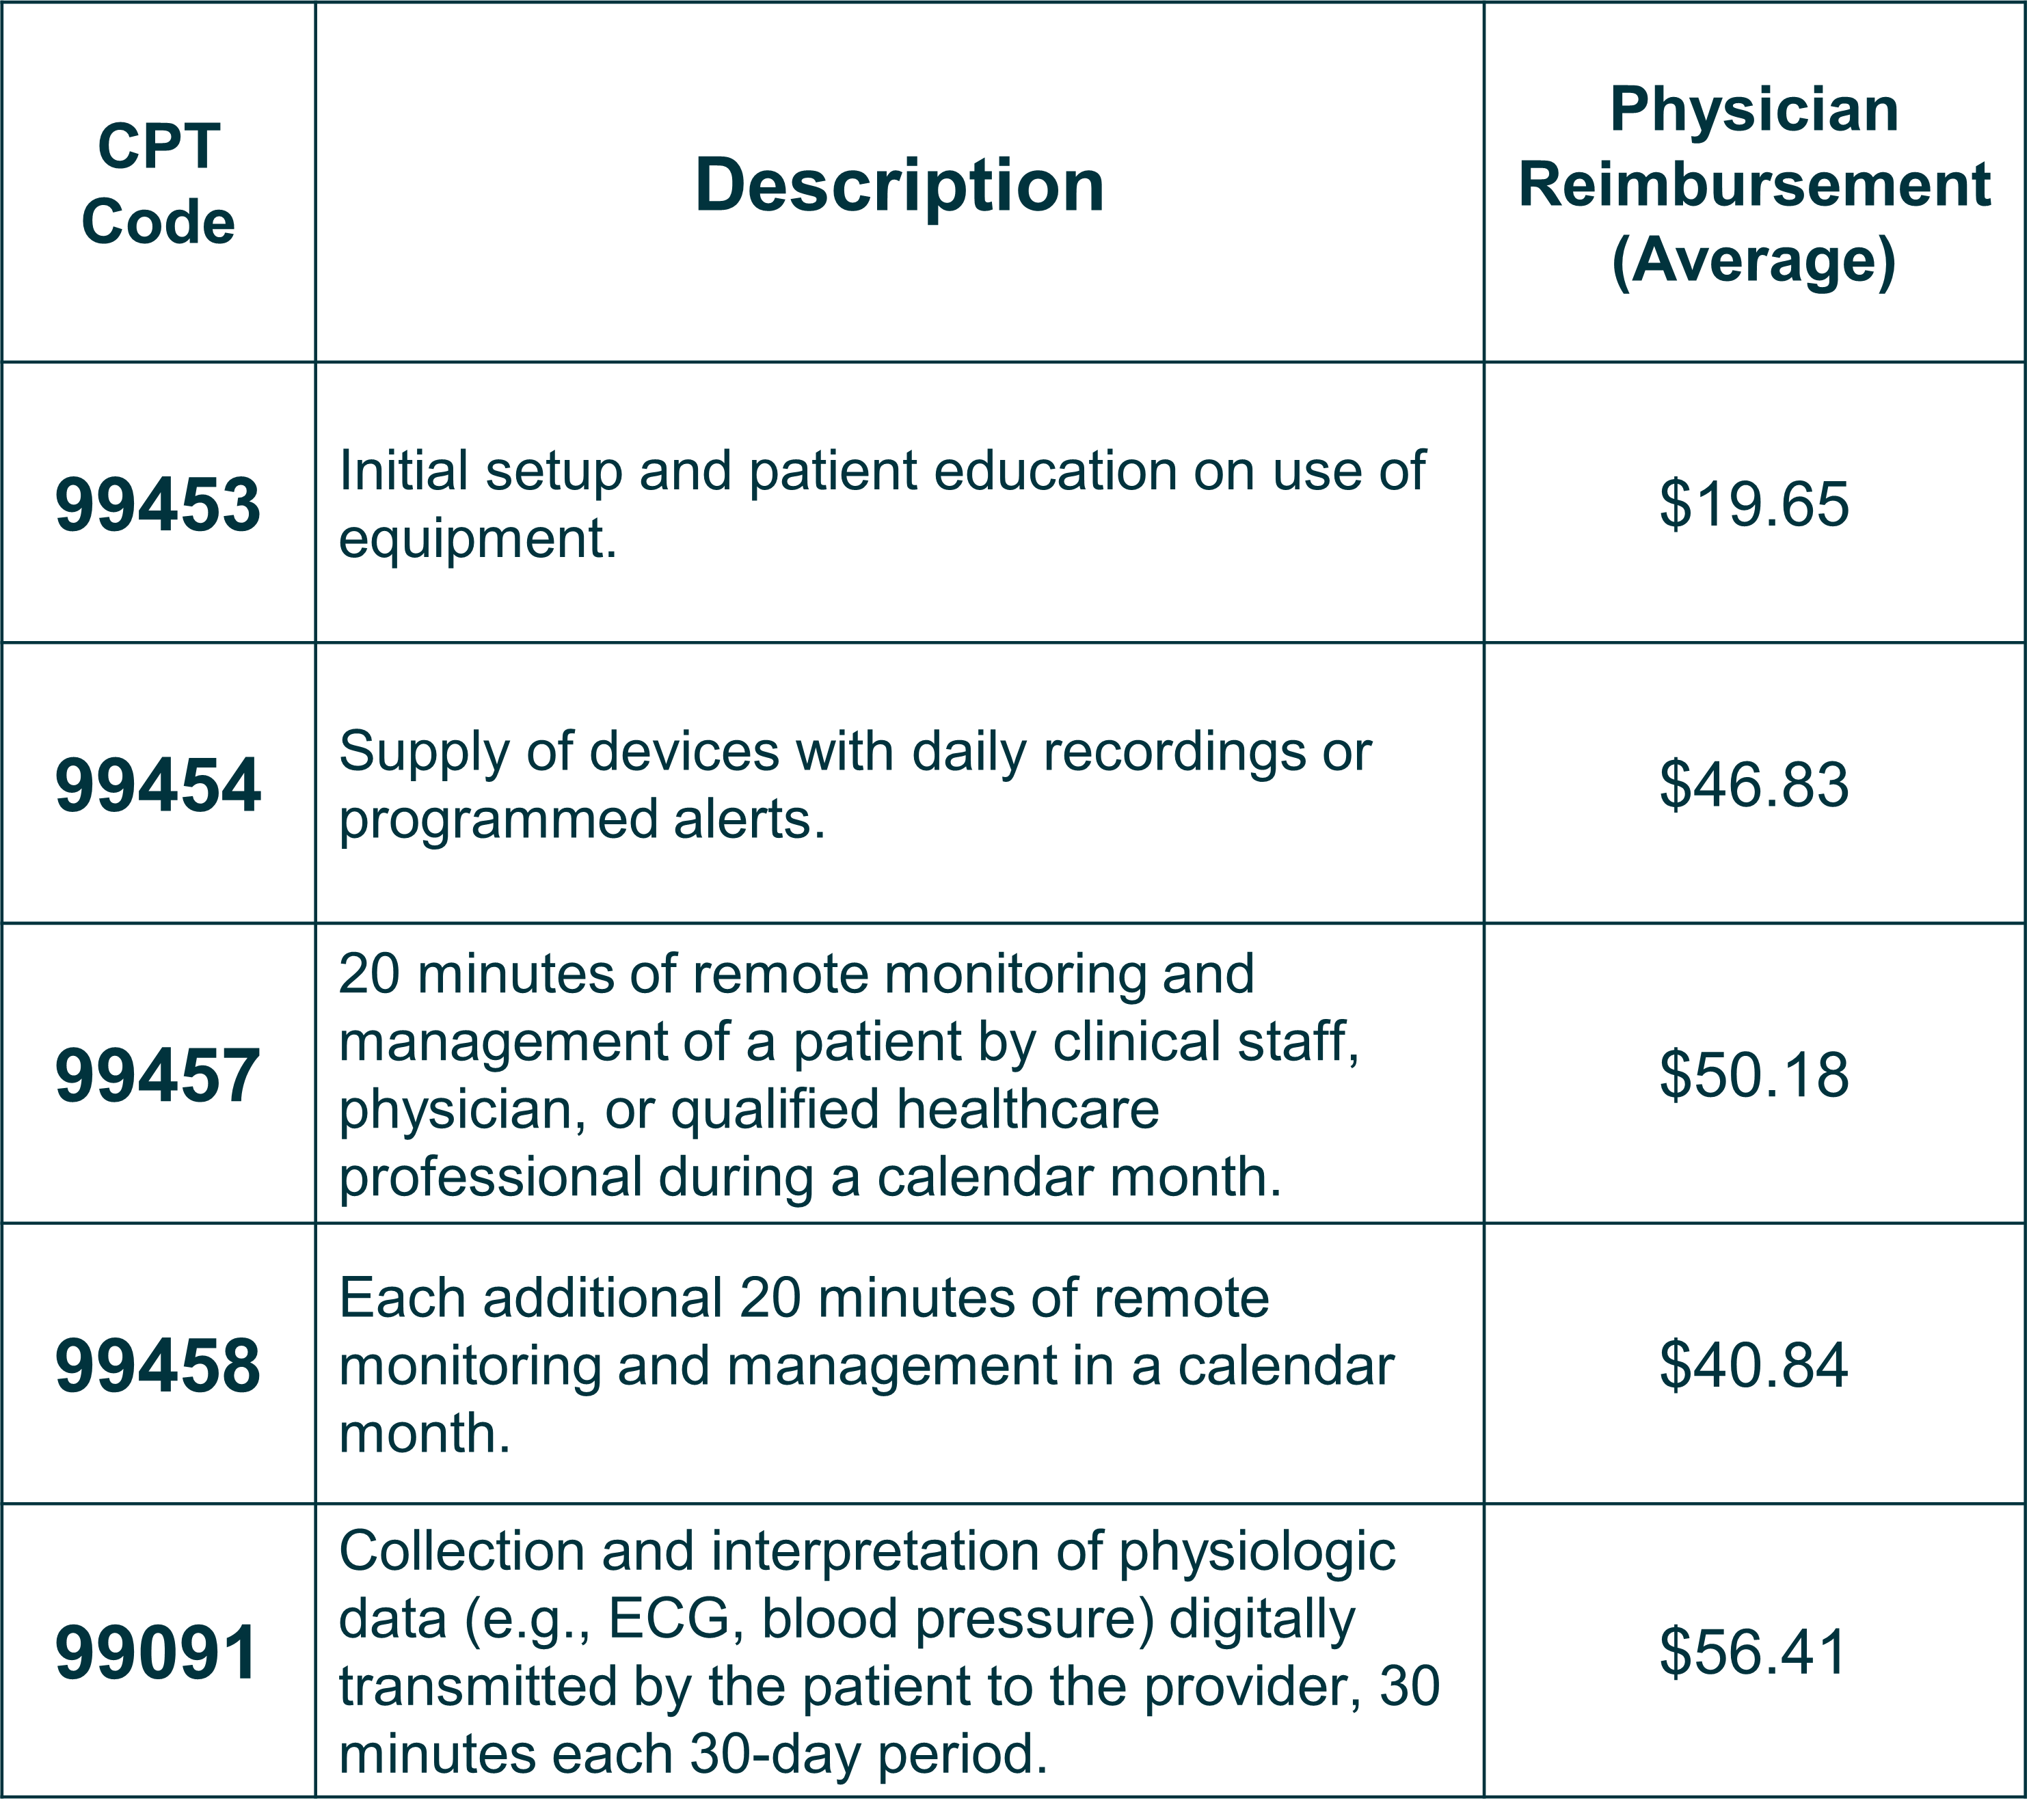 CPT
Code
Description
Physician
Reimbursement
(Average)
99453
Initial setup and patient education on use of
equipment.
$19.65
99454
Supply of devices with daily recordings or
programmed alerts.
$46.83
99457
20 minutes of remote monitoring and
management of a patient by clinical staff,
physician, or qualified healthcare
professional during a calendar month.
$50.18
99458
Each additional 20 minutes of remote
monitoring and management in a calendar
month.
$40.84
99091
Collection and interpretation of physiologic
data (e.g., ECG, blood pressure) digitally
transmitted by the patient to the provider, 30
minutes each 30-day period.
$56.41